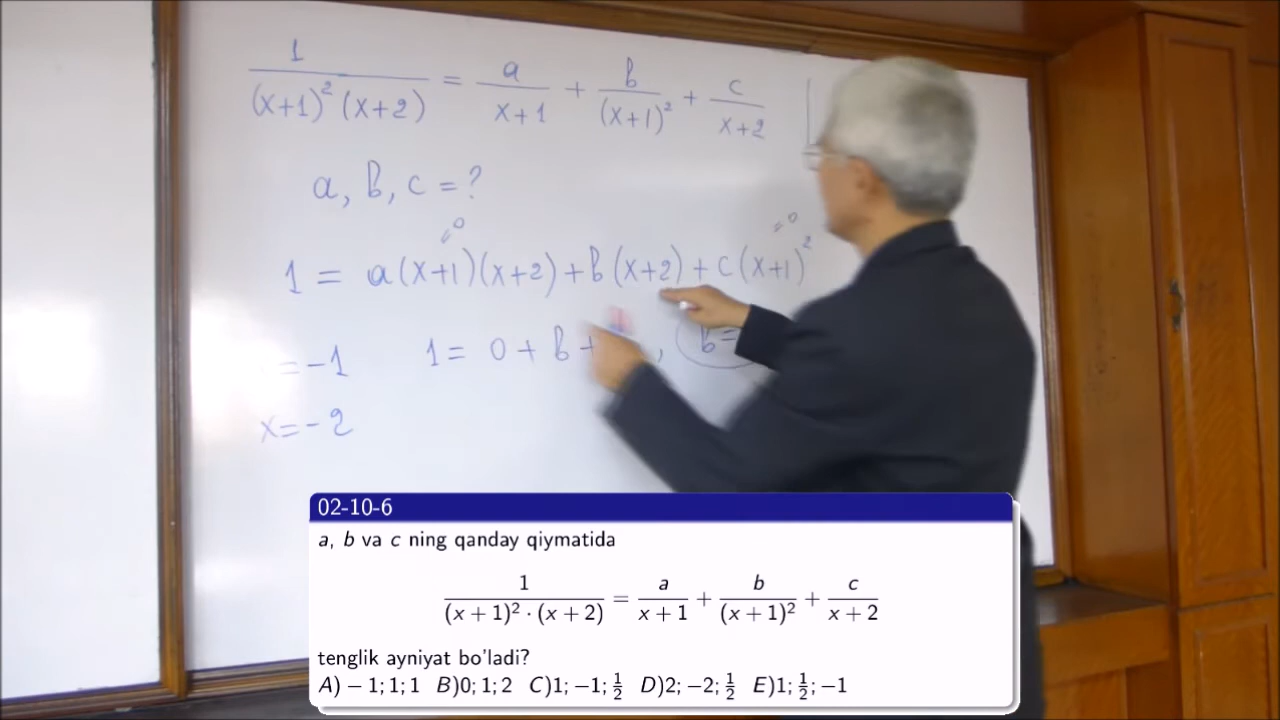 1/(x+1)² (x+2) = a/x+1 + b/(x+1)² + c/x+2
a, b, c = ?
=0 =0
1 = a(x+1)(x+2) + b(x+2) + c(x+1)²
=-1 1 = 0 + b + , b=
x=-2
02-10-6
a, b va c ning qanday qiymatida
1/(x + 1)² · (x + 2) = a/x + 1 + b/(x + 1)² + c/x + 2
tenglik ayniyat bo'ladi?
A) − 1; 1; 1 B)0; 1; 2 C)1; −1; 1/2 D)2; −2; 1/2 E)1; 1/2; −1